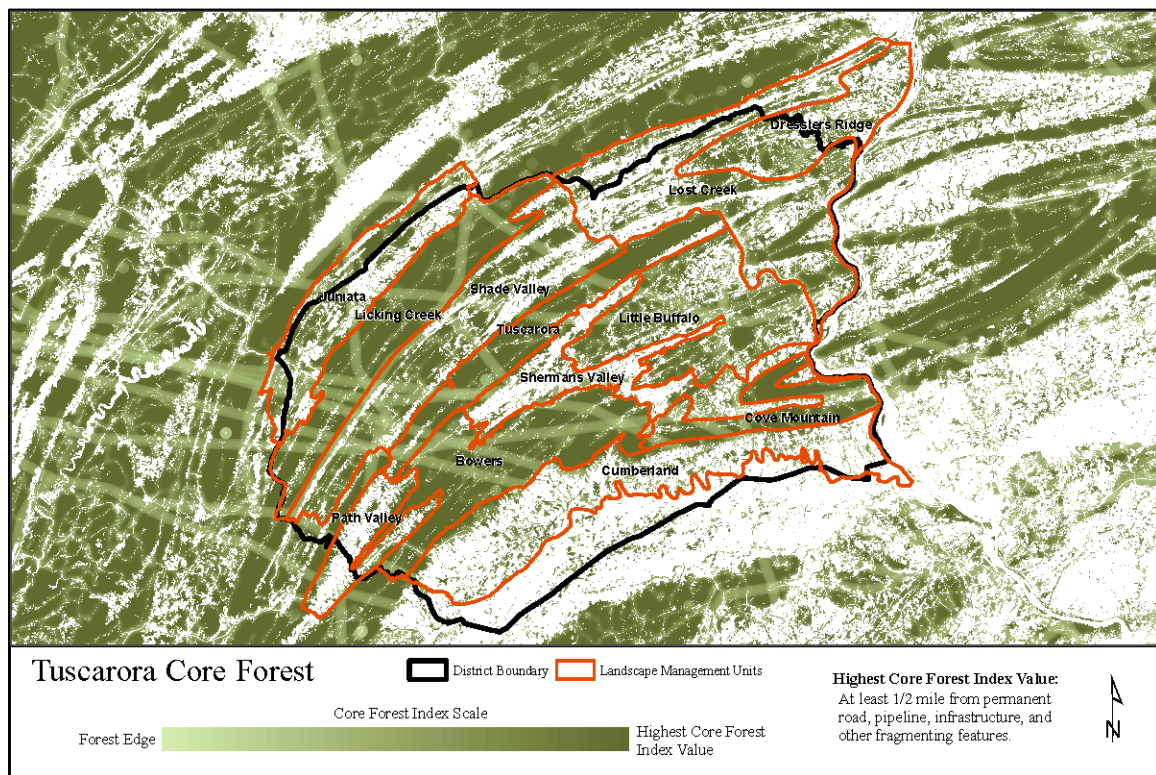 Dresslers Ridge
Lost Creek
Juniata
Shade Valley
Licking Creek
Tuscarora
Little Buffalo
Shermans Valley
Cove Mountain
Bowers
Cumberland
Path Valley
Tuscarora Core Forest
District Boundary
Landscape Management Units
Core Forest Index Scale
Forest Edge
Highest Core Forest
Index Value
Highest Core Forest Index Value:
At least 1/2 mile from permanent
road, pipeline, infrastructure, and
other fragmenting features.
N